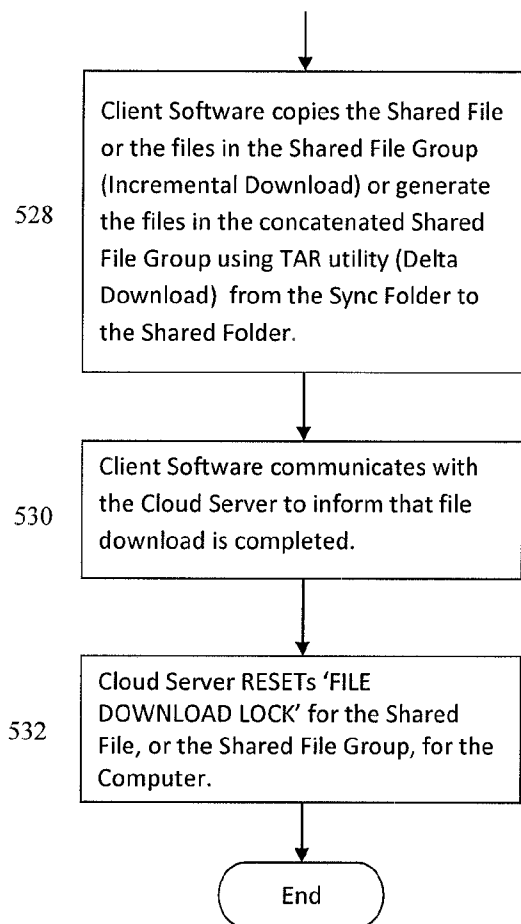 528
Client Software copies the Shared File
or the files in the Shared File Group
(Incremental Download) or generate
the files in the concatenated Shared
File Group using TAR utility (Delta
Download) from the Sync Folder to
the Shared Folder.
530
Client Software communicates with
the Cloud Server to inform that file
download is completed.
532
Cloud Server RESETs ‘FILE
DOWNLOAD LOCK’ for the Shared
File, or the Shared File Group, for the
Computer.
End